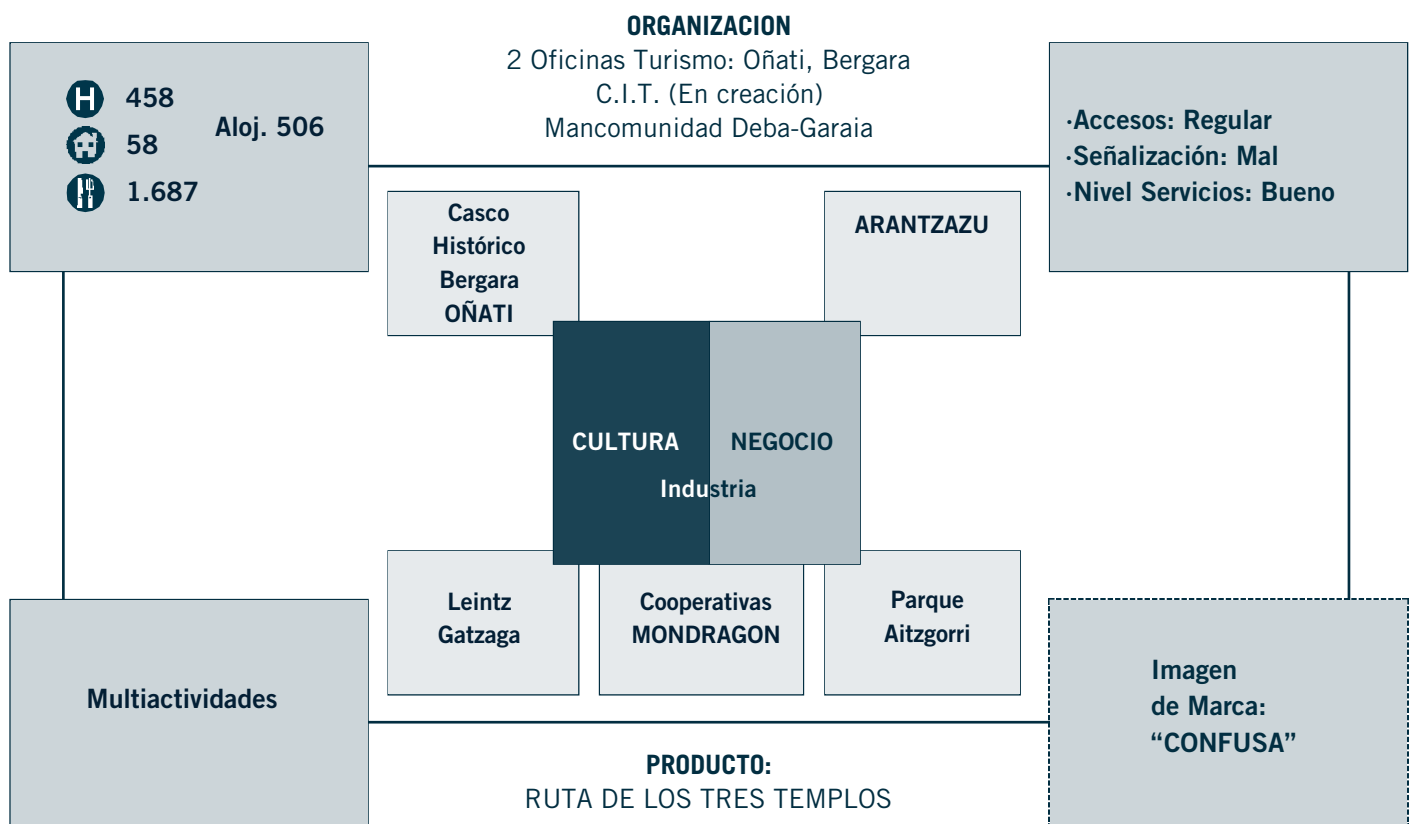 ORGANIZACION
2 Oficinas Turismo: Oñati, Bergara
C.I.T. (En creación)
Mancomunidad Deba-Garaia
H 458
58
1.687
Aloj. 506
·Accesos: Regular
·Señalización: Mal
·Nivel Servicios: Bueno
Casco
Histórico
Bergara
OÑATI
ARANTZAZU
CULTURA
NEGOCIO
Industria
Leintz
Gatzaga
Cooperativas
MONDRAGON
Parque
Aitzgorri
Multiactividades
Imagen
de Marca:
“CONFUSA”
PRODUCTO:
RUTA DE LOS TRES TEMPLOS